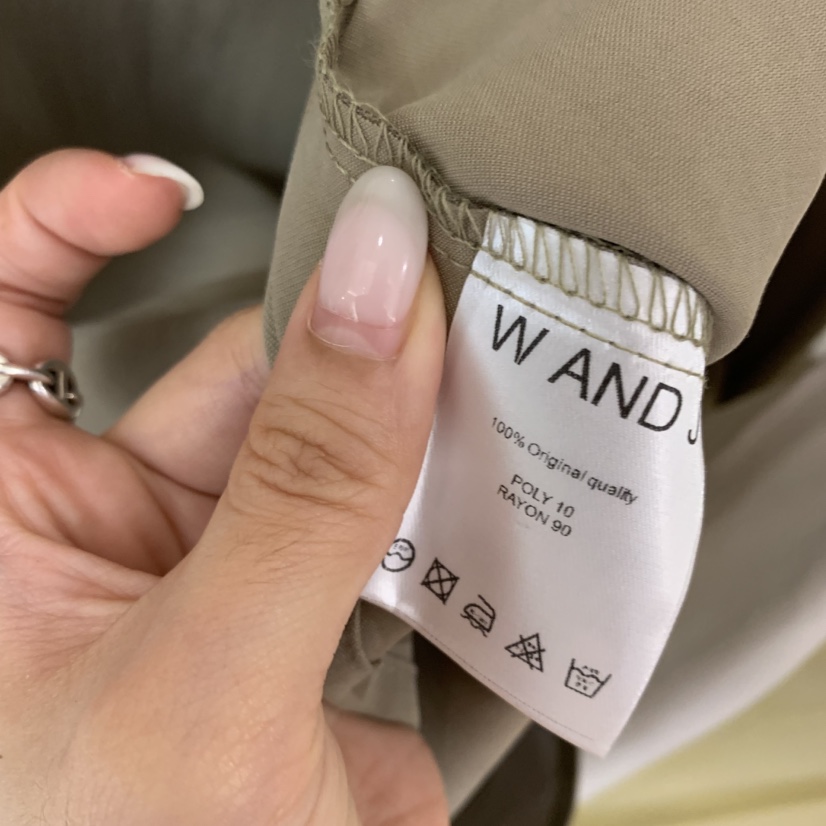 W AND J
100% Original quality
POLY 10
RAYON 90